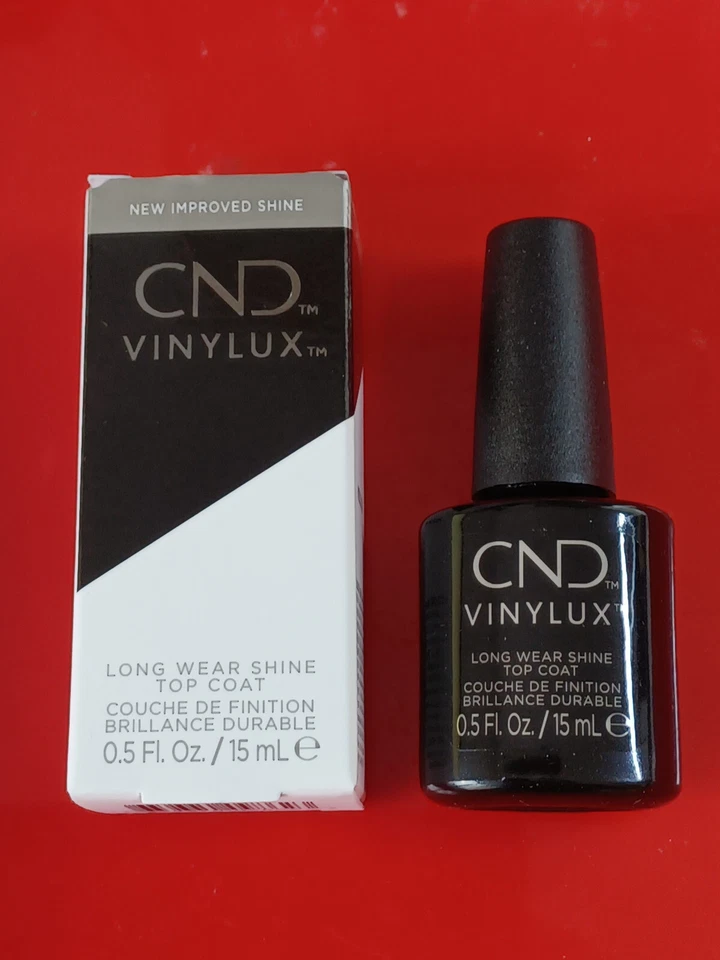 NEW IMPROVED SHINE
CND™
VINYLUX™
LONG WEAR SHINE
TOP COAT
COUCHE DE FINITION
BRILLANCE DURABLE
0.5 Fl. Oz. / 15 mL ℮
CND™
VINYLUX™
LONG WEAR SHINE
TOP COAT
COUCHE DE FINITION
BRILLANCE DURABLE
0.5 Fl. Oz. / 15 mL ℮